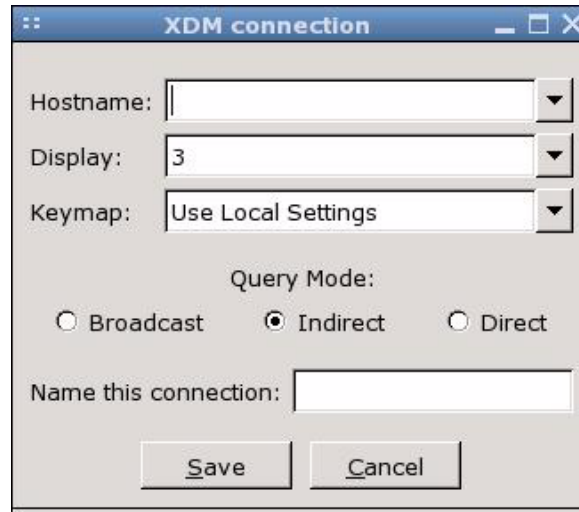 XDM connection
Hostname:
Display: 3
Keymap: Use Local Settings
Query Mode:
Broadcast Indirect Direct
Name this connection:
Save Cancel